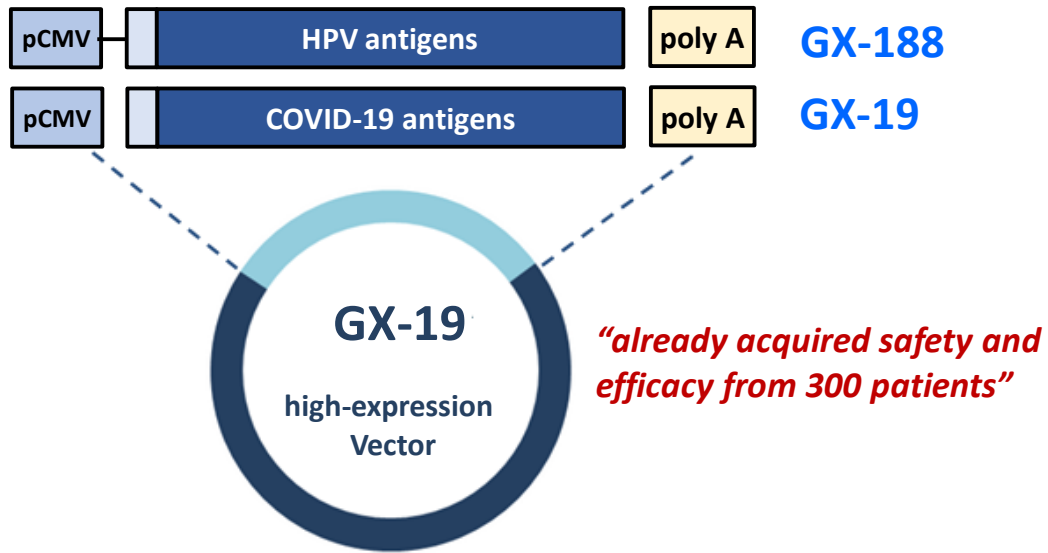 pCMV HPV antigens poly A GX-188
pCMV COVID-19 antigens poly A GX-19
GX-19
high-expression
Vector
“already acquired safety and
efficacy from 300 patients”